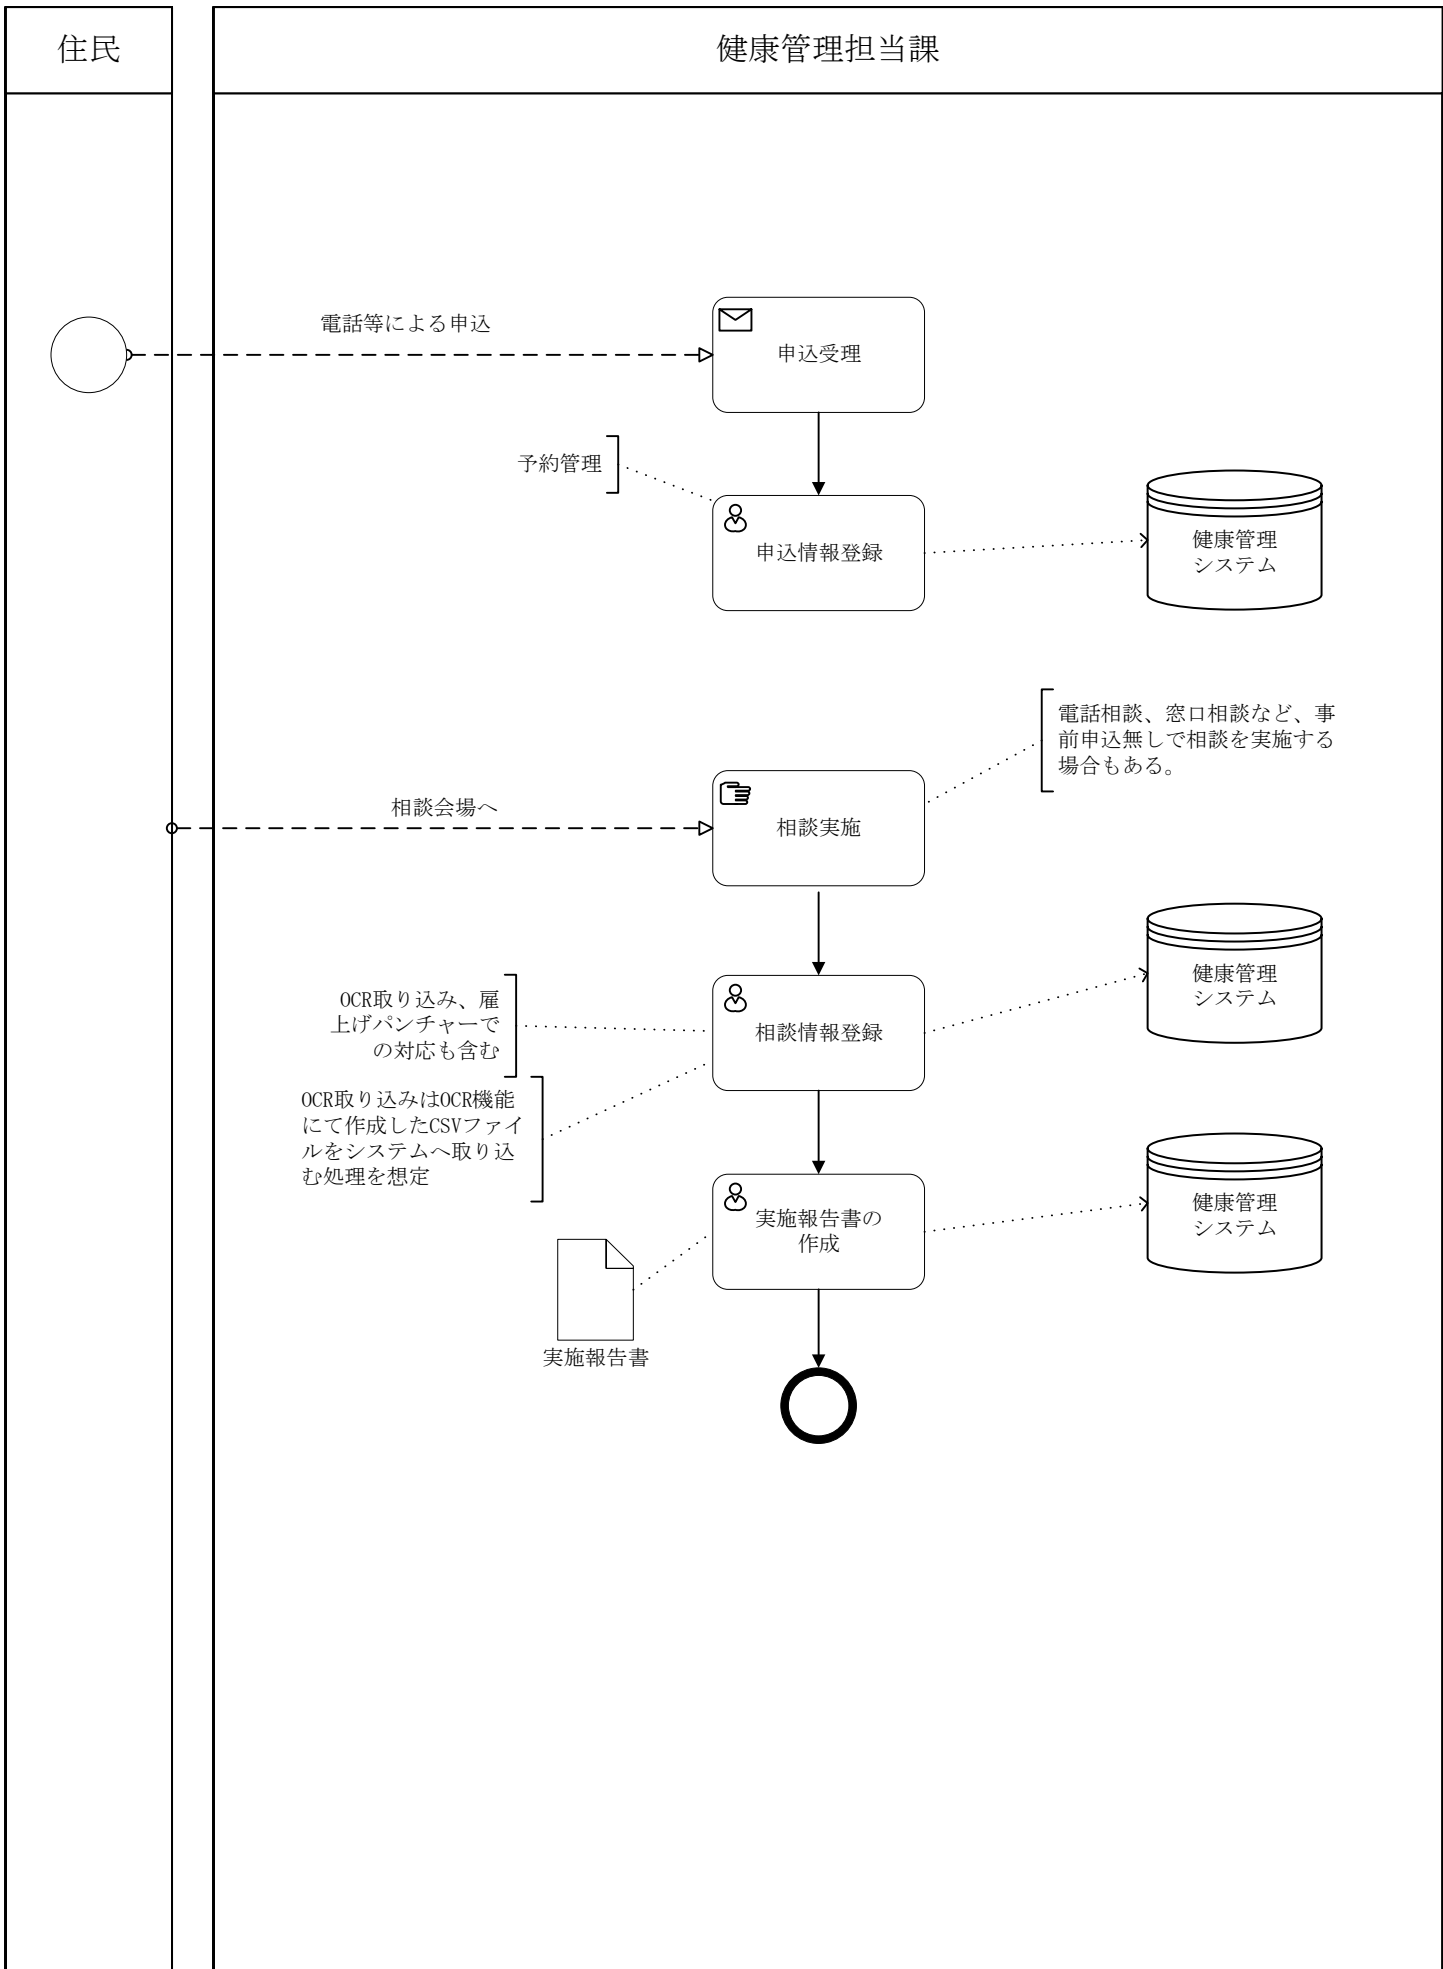 住民
健康管理担当課
電話等による申込
申込受理
予約管理
申込情報登録
健康管理
システム
電話相談、窓口相談など、事
前申込無しで相談を実施する
場合もある。
相談会場へ
相談実施
OCR取り込み、雇
上げパンチャーで
の対応も含む
相談情報登録
健康管理
システム
OCR取り込みはOCR機能
にて作成したCSVファイ
ルをシステムへ取り込
む処理を想定
実施報告書の
作成
健康管理
システム
実施報告書